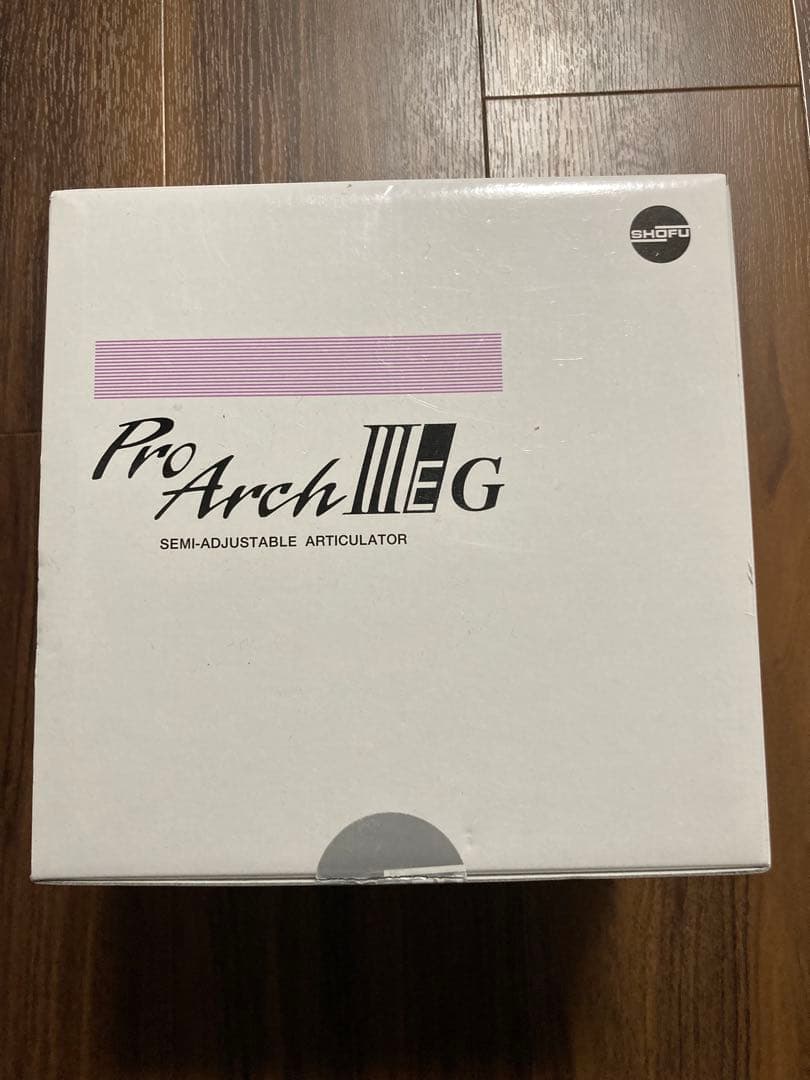 SHOFU
Pro
Arch IIIEG
SEMI-ADJUSTABLE ARTICULATOR